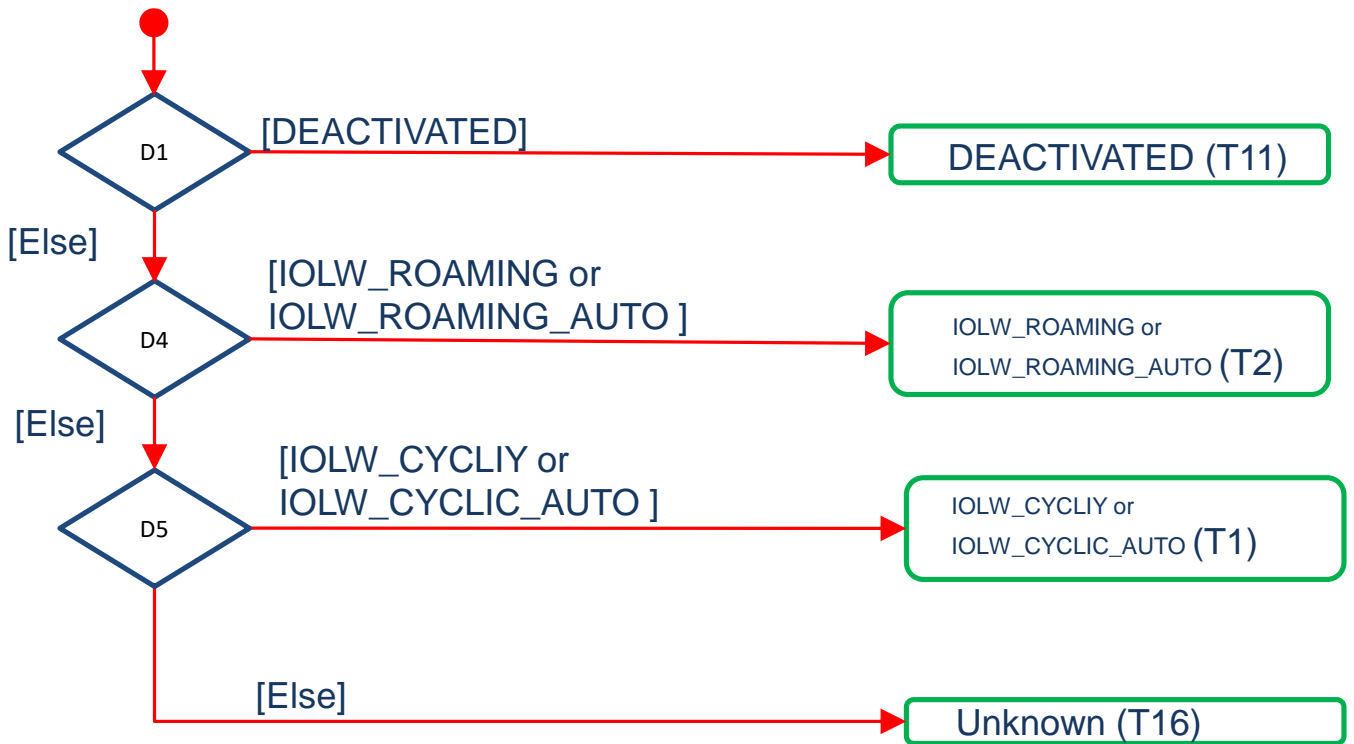 D1
[DEACTIVATED]
DEACTIVATED (T11)
[Else]
[IOLW_ROAMING or
IOLW_ROAMING_AUTO ]
D4
IOLW_ROAMING or
IOLW_ROAMING_AUTO (T2)
[Else]
[IOLW_CYCLIY or
IOLW_CYCLIC_AUTO ]
D5
IOLW_CYCLIY or
IOLW_CYCLIC_AUTO (T1)
[Else]
Unknown (T16)